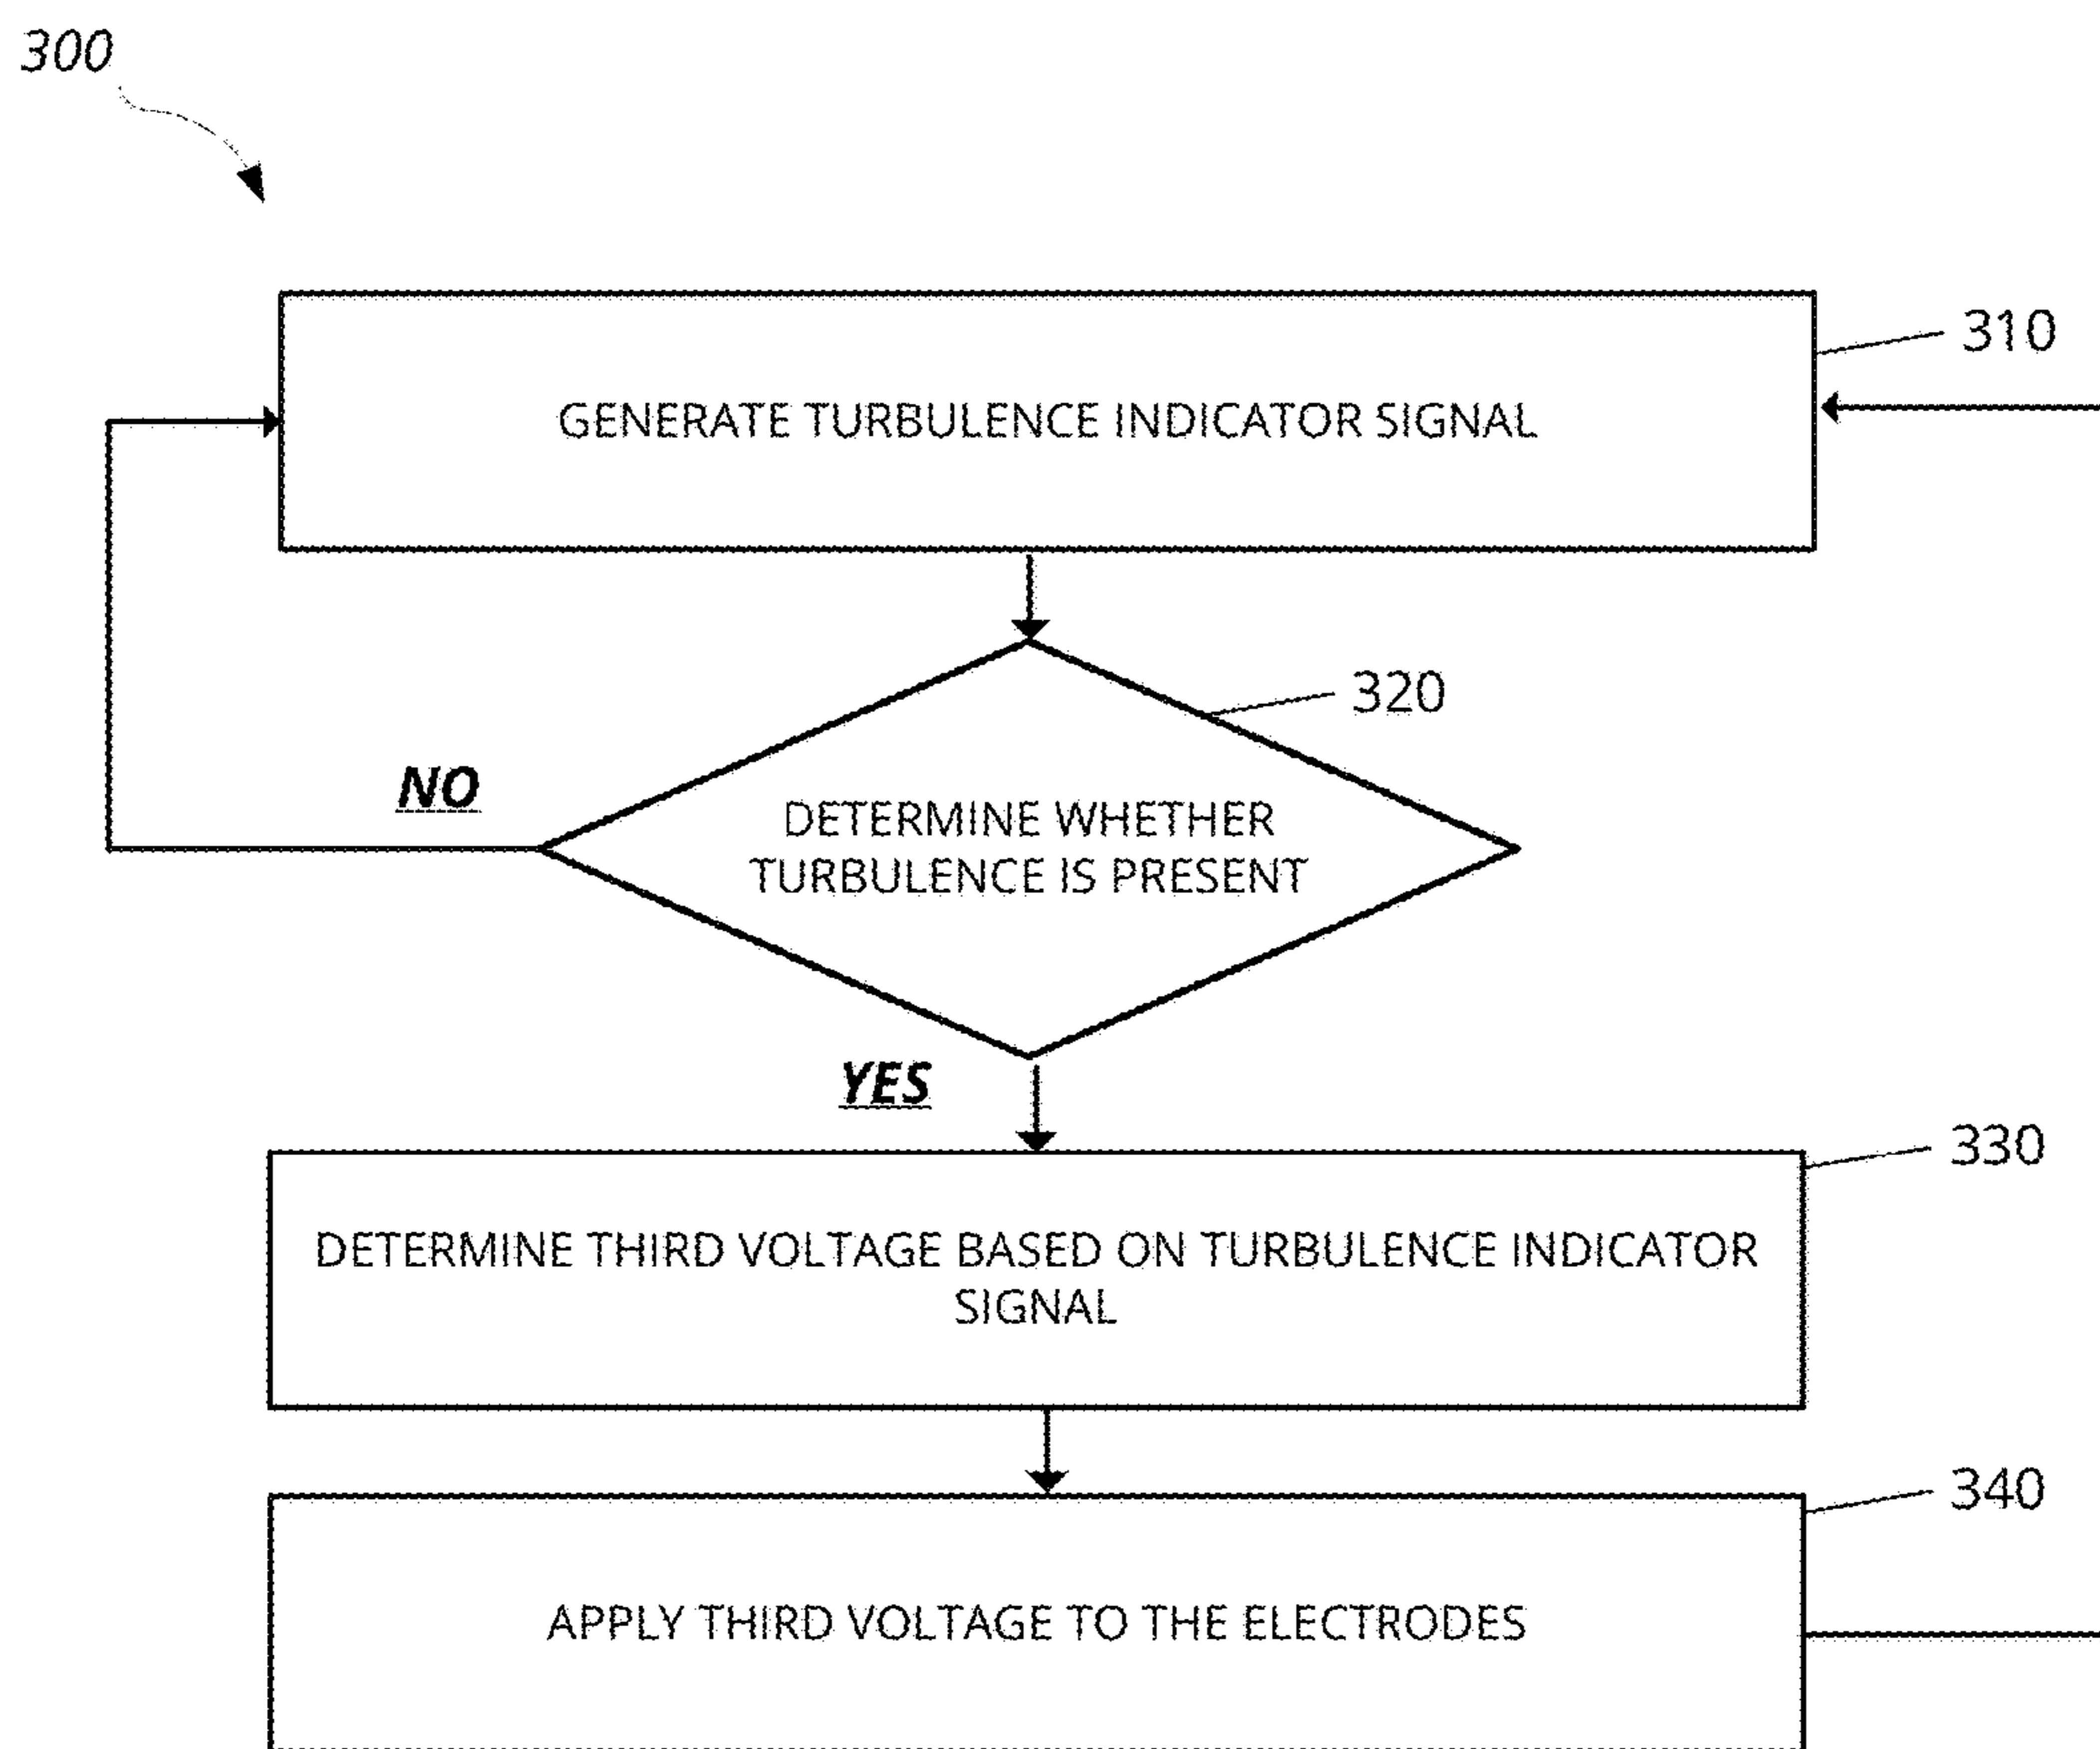 300
310
GENERATE TURBULENCE INDICATOR SIGNAL
320
NO
DETERMINE WHETHER
TURBULENCE IS PRESENT
YES
330
DETERMINE THIRD VOLTAGE BASED ON TURBULENCE INDICATOR
SIGNAL
340
APPLY THIRD VOLTAGE TO THE ELECTRODES